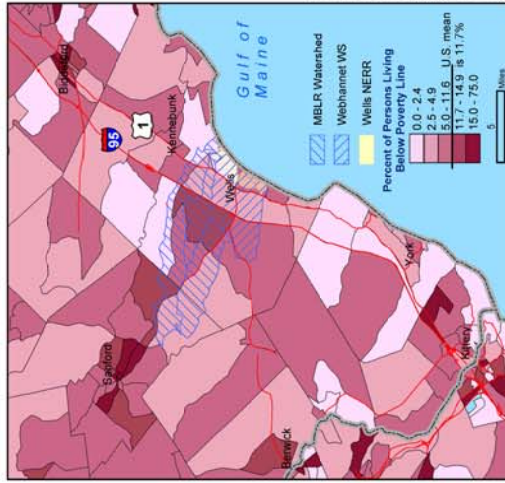 Biddeford
95
1
Kennebunk
Gulf of
Maine
Sanford
Wells
Berwick
York
Kittery
MBLR Watershed
Webhannet WS
Wells NERR
Percent of Persons Living
Below Poverty Line
0.0 - 2.4
2.5 - 4.9
5.0 - 11.6 U.S. mean
11.7 - 14.9 is 11.7%
15.0 - 75.0
5
Miles